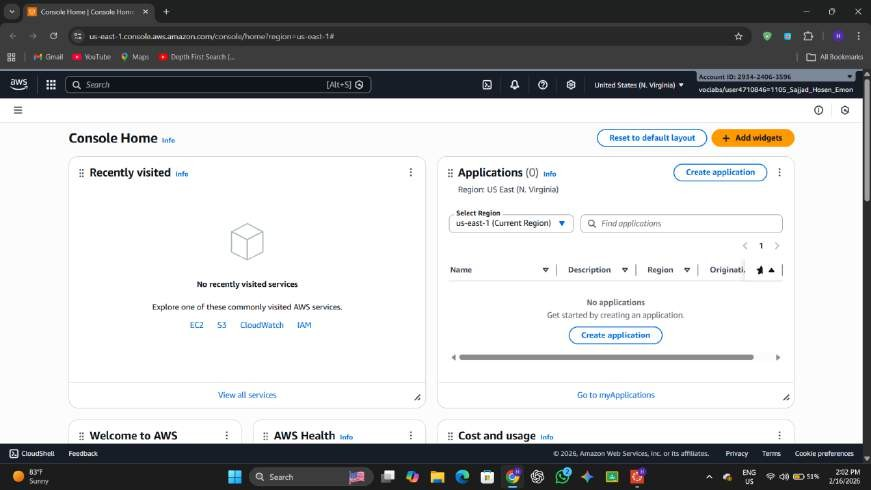 Console Home | Console Home
us-east-1.console.aws.amazon.com/console/home?region=us-east-1#
Gmail YouTube Maps Depth First Search (... All Bookmarks
aws Search [Alt+S] United States (N. Virginia)
Account ID: 2934-2406-3596
voclabs/user4710846=1105_Sajjad_Hosen_Emon
Console Home Info Reset to default layout + Add widgets
Recently visited Info
No recently visited services
Explore one of these commonly visited AWS services.
EC2 S3 CloudWatch IAM
View all services
Applications (0) Info Create application
Region: US East (N. Virginia)
Select Region
us-east-1 (Current Region) Find applications
1
Name Description Region Originati..
No applications
Get started by creating an application.
Create application
Go to myApplications
Welcome to AWS AWS Health Info Cost and usage Info
CloudShell Feedback © 2026, Amazon Web Services, Inc. or its affiliates. Privacy Terms Cookie preferences
83°F
Sunny
Search
ENG
US
51%
2:02 PM
2/16/2026